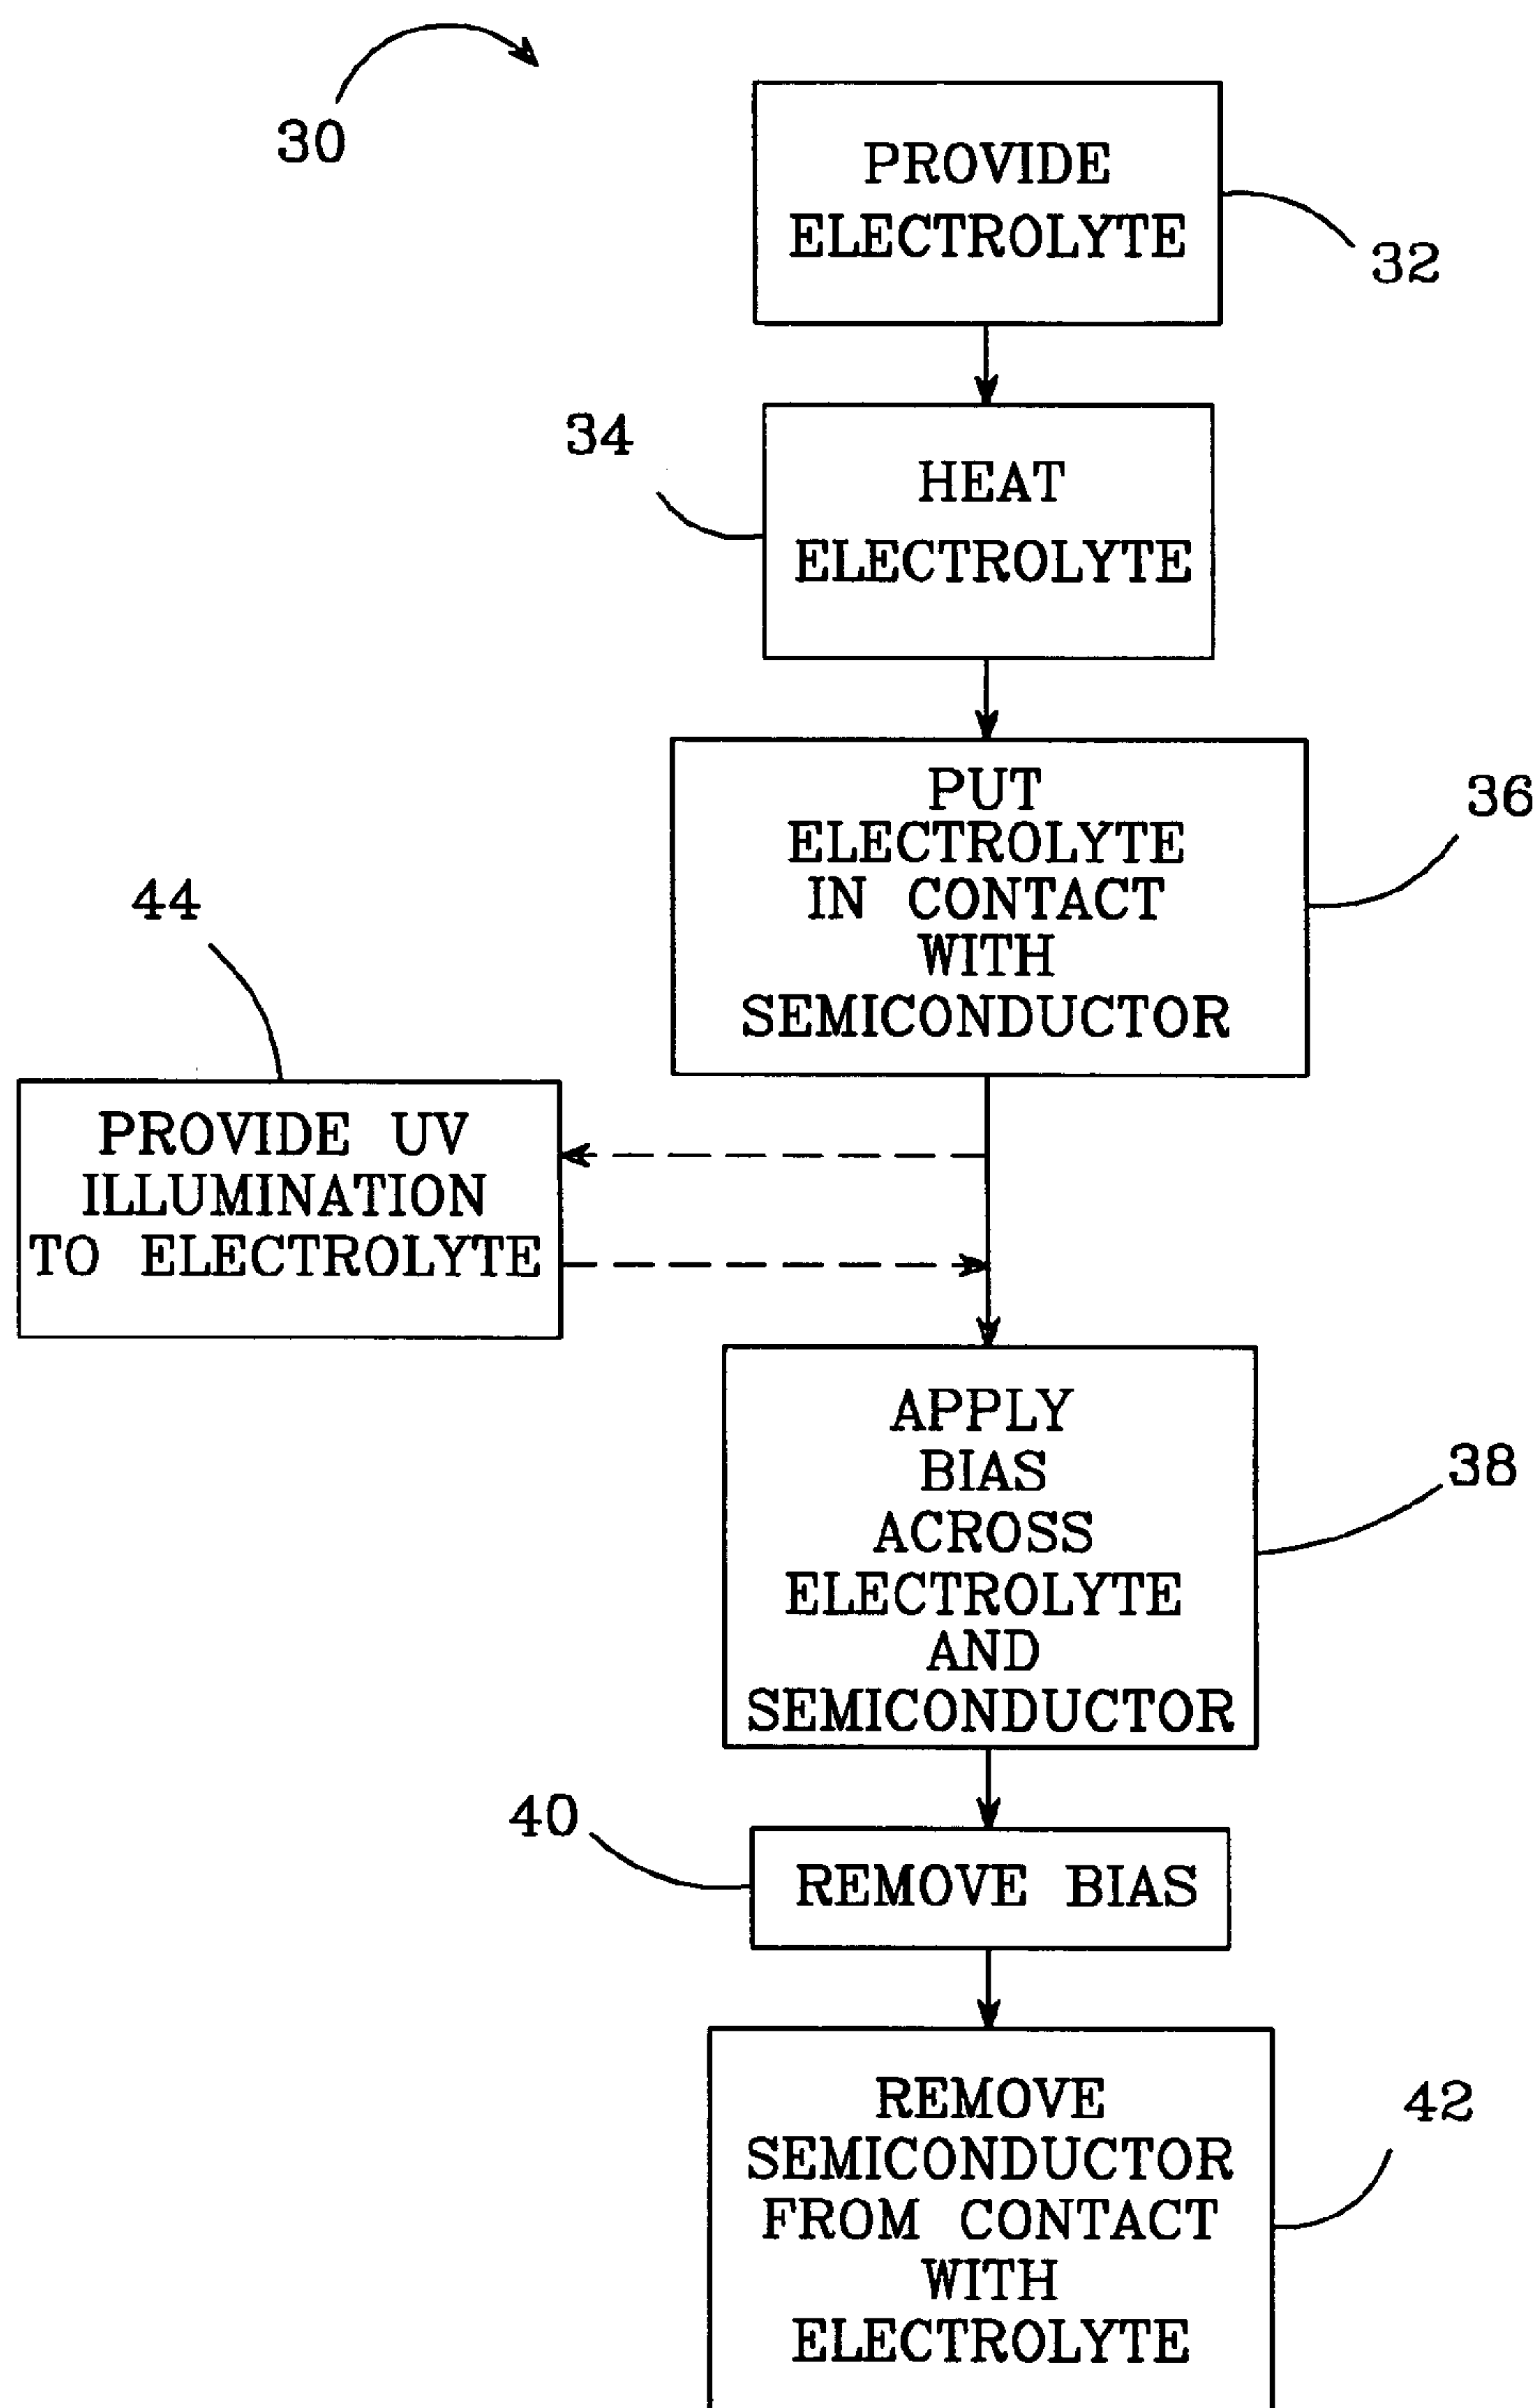 30
PROVIDE
ELECTROLYTE
32
34
HEAT
ELECTROLYTE
PUT
ELECTROLYTE
IN CONTACT
WITH
SEMICONDUCTOR
36
44
PROVIDE UV
ILLUMINATION
TO ELECTROLYTE
APPLY
BIAS
ACROSS
ELECTROLYTE
AND
SEMICONDUCTOR
38
40
REMOVE BIAS
REMOVE
SEMICONDUCTOR
FROM CONTACT
WITH
ELECTROLYTE
42